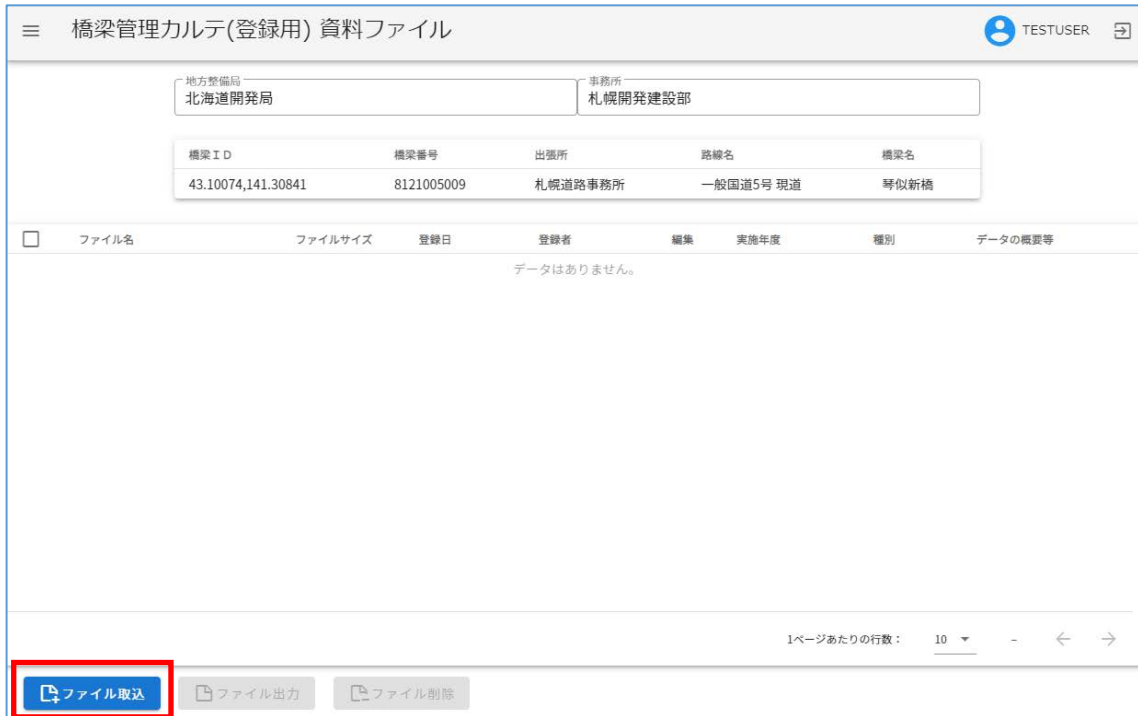 橋梁管理カルテ(登録用) 資料ファイル TESTUSER
地方整備局 事務所
北海道開発局 札幌開発建設部
橋梁ID 橋梁番号 出張所 路線名 橋梁名
43.10074,141.30841 8121005009 札幌道路事務所 一般国道5号 現道 琴似新橋
ファイル名 ファイルサイズ 登録日 登録者 編集 実施年度 種別 データの概要等
データはありません。
1ページあたりの行数: 10 –
ファイル取込 ファイル出力 ファイル削除